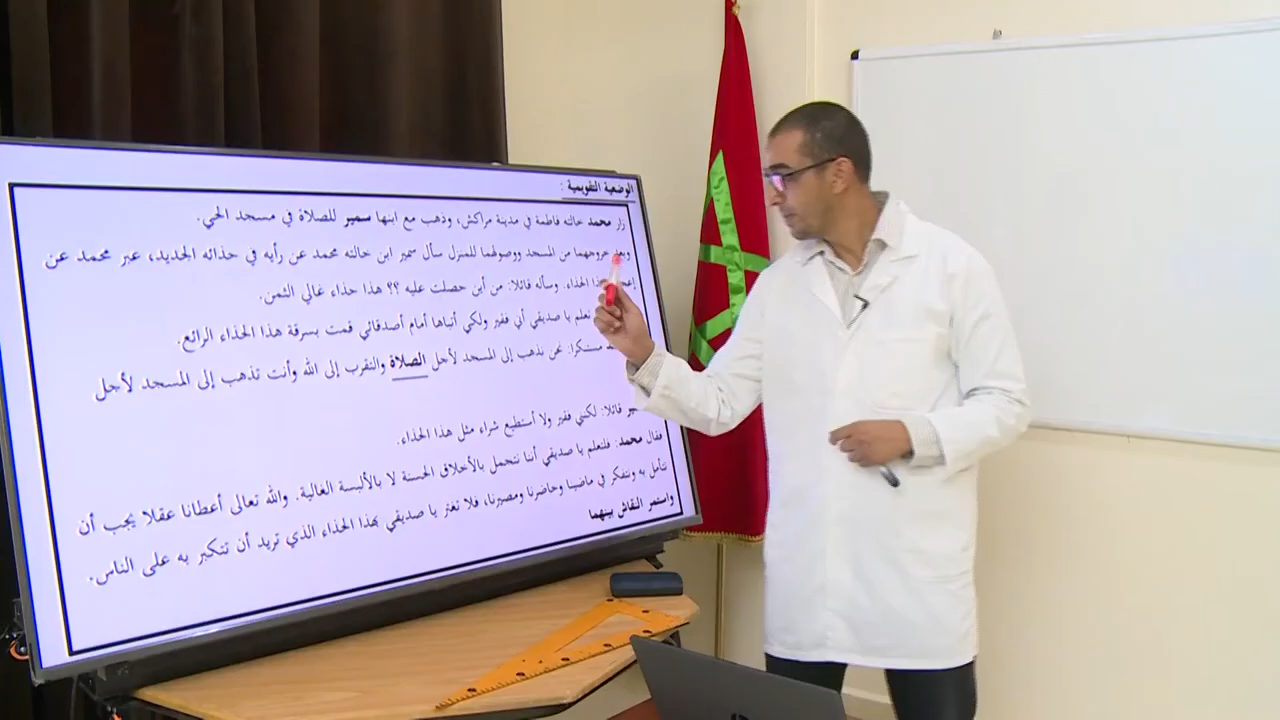 الوضعية التقويمية :
زار محمد خالته فاطمة في مدينة مراكش، وذهب مع ابنها سمير للصلاة في مسجد الحي.
وبعد خروجهما من المسجد ووصولهما للمنزل سأل سمير ابن خالته محمد عن رأيه في حذائه الجديد، عبر محمد عن
الحذاء. وسأله قائلا: من أين حصلت عليه ؟؟ هذا حذاء غالي الثمن.
تعلم يا صديقي أني فقير ولكي أتباها أمام أصدقائي قمت بسرقة هذا الحذاء الرائع.
مستنكرا: نحن نذهب إلى المسجد لأجل الصلاة والتقرب إلى الله وأنت تذهب إلى المسجد لأجل
قائلا: لكنني فقير ولا أستطيع شراء مثل هذا الحذاء.
فقال محمد: فلتعلم يا صديقي أننا نتجمل بالأخلاق الحسنة لا بالألبسة الغالية. والله تعالى أعطانا عقلا يجب أن
نتأمل به ونتفكر في ماضينا وحاضرنا ومصيرنا، فلا تغتر يا صديقي بهذا الحذاء الذي تريد أن تتكبر به على الناس.
واستمر النقاش بينهما